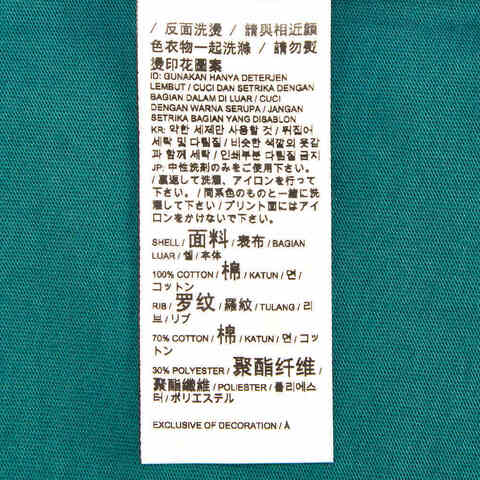 / 反面洗燙 / 請與相近顏
色衣物一起洗滌 / 請勿熨
燙印花圖案
ID: GUNAKAN HANYA DETERJEN
LEMBUT / CUCI DAN SETRIKA DENGAN
BAGIAN DALAM DI LUAR / CUCI
DENGAN WARNA SERUPA / JANGAN
SETRIKA BAGIAN YANG DISABLON
KR: 약한 세제만 사용할 것 / 뒤집어
세탁 및 다림질 / 비슷한 색깔의 옷감
과 함께 세탁 / 인쇄부분 다림질 금지
JP: 中性洗剤のみをご使用下さい。
/ 裏返して洗濯、アイロンを行って
下さい。/ 同系色のものと一緒に洗
濯して下さい / プリント面にはアイ
ロンをかけないで下さい。
SHELL / 面料 / 表布 / BAGIAN
LUAR / 쉘 / 本体
100% COTTON / 棉 / KATUN / 면 /
コットン
RIB / 罗纹 / 羅紋 / TULANG / 리
브 / リブ
70% COTTON / 棉 / KATUN / 면 / コ
ットン
30% POLYESTER / 聚酯纤维
/ 聚酯纖維 / POLIESTER / 폴리에스
터 / ポリエステル
EXCLUSIVE OF DECORATION / À